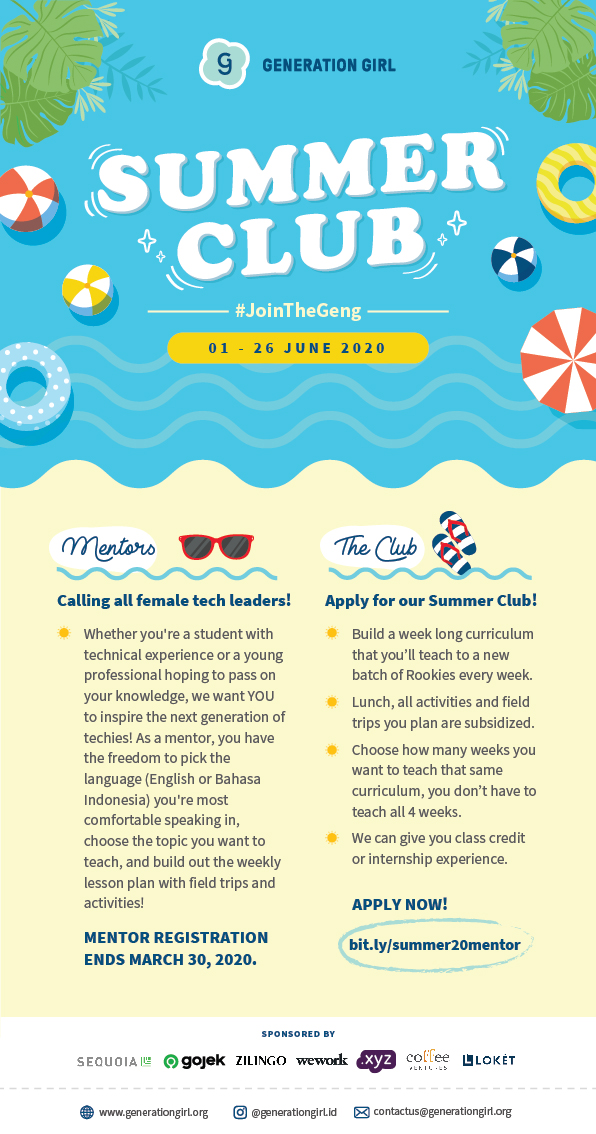 g
GENERATION GIRL
SUMMER
CLUB
#JoinTheGeng
01 - 26 JUNE 2020
Mentors
Calling all female tech leaders!
Whether you're a student with
technical experience or a young
professional hoping to pass on
your knowledge, we want YOU
to inspire the next generation of
techies! As a mentor, you have
the freedom to pick the
language (English or Bahasa
Indonesia) you're most
comfortable speaking in,
choose the topic you want to
teach, and build out the weekly
lesson plan with field trips and
activities!
MENTOR REGISTRATION
ENDS MARCH 30, 2020.
The Club
Apply for our Summer Club!
Build a week long curriculum
that you’ll teach to a new
batch of Rookies every week.
Lunch, all activities and field
trips you plan are subsidized.
Choose how many weeks you
want to teach that same
curriculum, you don’t have to
teach all 4 weeks.
We can give you class credit
or internship experience.
APPLY NOW!
bit.ly/summer20mentor
SPONSORED BY
SEQUOIA gojek ZILINGO wework .xyz coffee VENTURES LOKÉT
www.generationgirl.org @generationgirl.id contactus@generationgirl.org